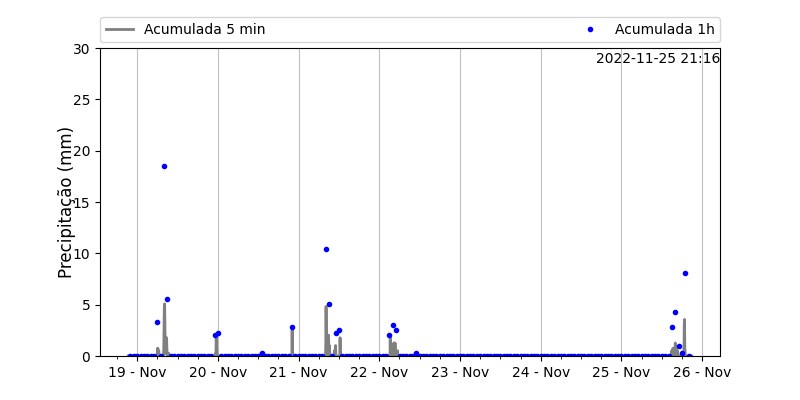 Acumulada 5 min
Acumulada 1h
2022-11-25 21:16
Precipitação (mm)
30
25
20
15
10
5
0
19 - Nov
20 - Nov
21 - Nov
22 - Nov
23 - Nov
24 - Nov
25 - Nov
26 - Nov